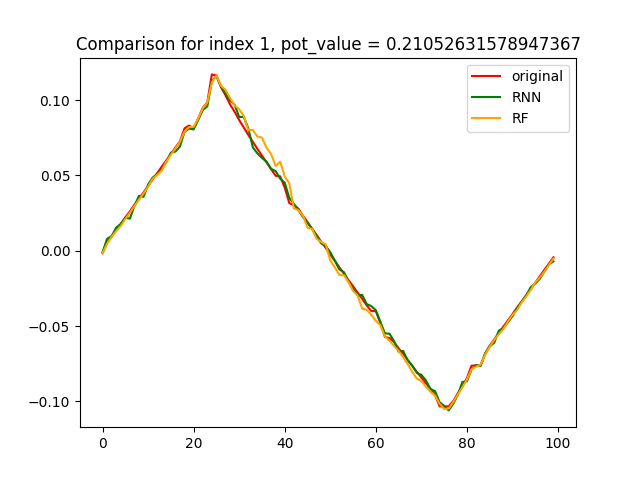 Comparison for index 1, pot_value = 0.21052631578947367
original
RNN
RF
0.10
0.05
0.00
−0.05
−0.10
0 20 40 60 80 100